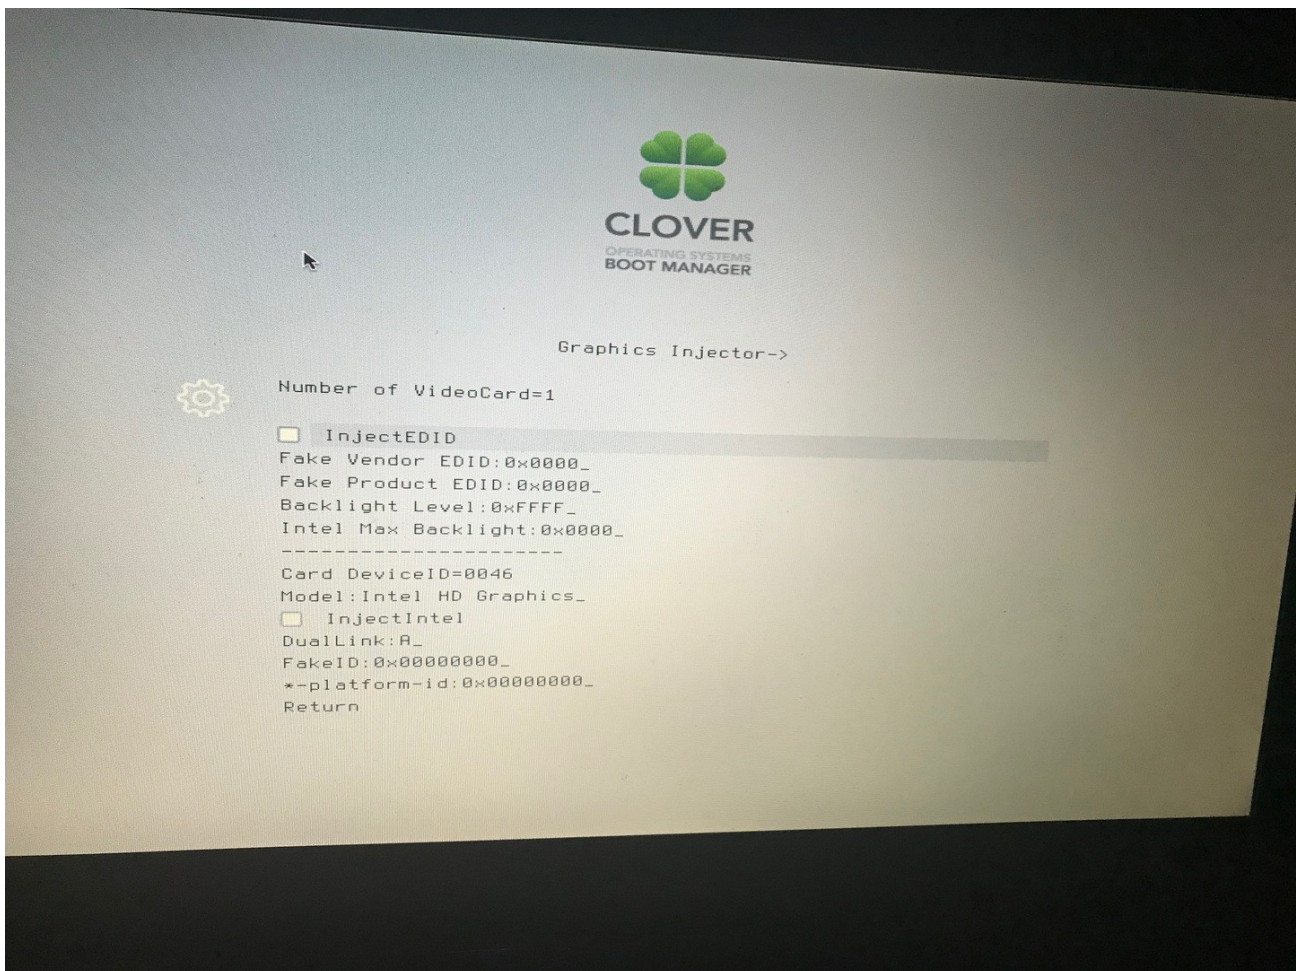 CLOVER
OPERATING SYSTEMS
BOOT MANAGER
Graphics Injector->
Number of VideoCard=1
InjectEDID
Fake Vendor EDID:0x0000_
Fake Product EDID:0x0000_
Backlight Level:0xFFFF_
Intel Max Backlight:0x0000_
----------------------
Card DeviceID=0046
Model:Intel HD Graphics_
InjectIntel
DualLink:A_
FakeID:0x00000000_
*-platform-id:0x00000000_
Return